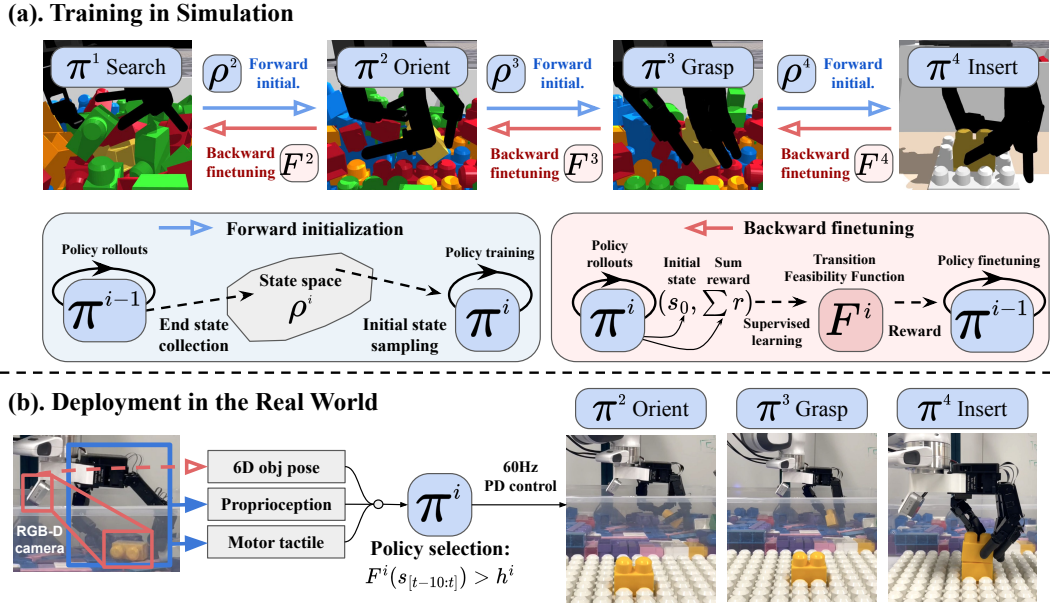 (a). Training in Simulation
π¹ Search
ρ²
Forward
initial.
Backward
finetuning
F²
π² Orient
ρ³
Forward
initial.
Backward
finetuning
F³
π³ Grasp
ρ⁴
Forward
initial.
Backward
finetuning
F⁴
π⁴ Insert
Forward initialization
Policy rollouts
πⁱ⁻¹
End state
collection
State space
ρⁱ
Initial state
sampling
Policy training
πⁱ
Backward finetuning
Policy
rollouts
πⁱ
Initial
state
Sum
reward
(s₀, ∑ r)
Supervised
learning
Transition
Feasibility Function
Fⁱ
Reward
Policy finetuning
πⁱ⁻¹
(b). Deployment in the Real World
RGB-D
camera
6D obj pose
Proprioception
Motor tactile
πⁱ
Policy selection:
Fⁱ(s[t−10:t]) > hⁱ
60Hz
PD control
π² Orient
π³ Grasp
π⁴ Insert